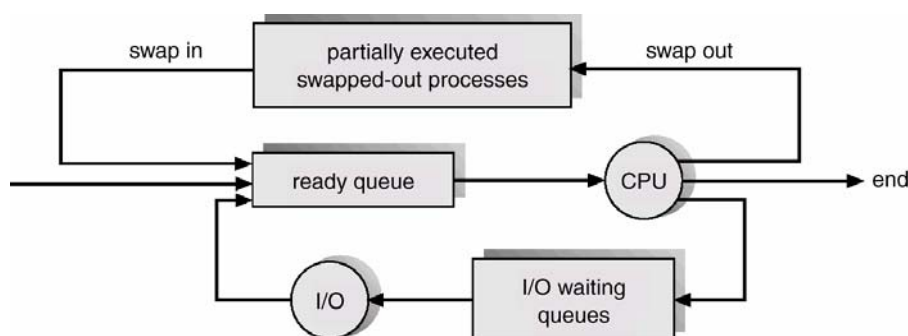 swap in
partially executed
swapped-out processes
swap out
ready queue
CPU
end
I/O
I/O waiting
queues